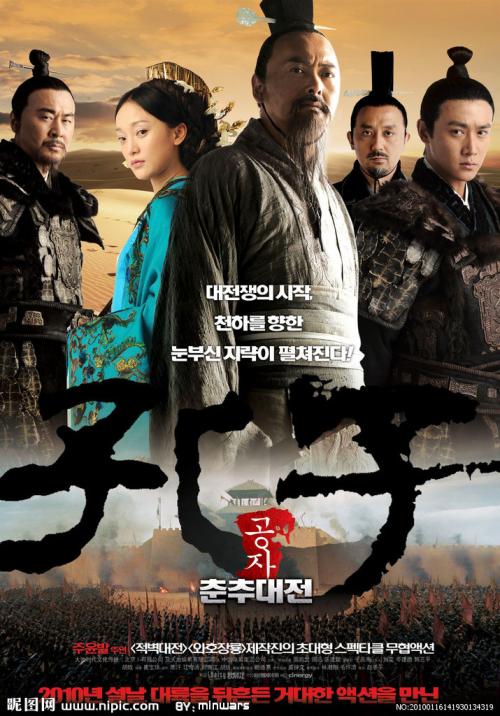 대전쟁의 시작,
천하를 향한
눈부신 지략이 펼쳐진다!
孔子
공자
춘추대전
주윤발 주연 <적벽대전> <와호장룡> 제작진의 초대형 스펙타클 무협액션
2010년 설날 대륙을 뒤흔든 거대한 액션을 만난
昵图网
www.nipic.com
BY: minwars
NO:20100116141930134319